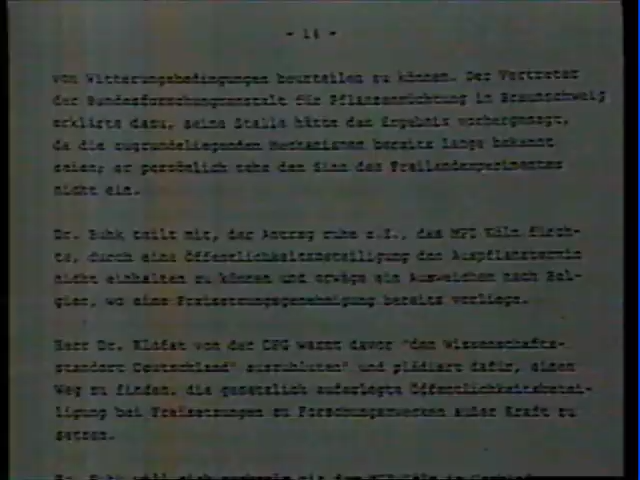 - 14 -
von Witterungsbedingungen beurteilen zu können. Der Vertreter
der Bundesforschungsanstalt für Pflanzenzüchtung in Braunschweig
erklärte dazu, seine Stelle hätte das Ergebnis vorhergesagt,
da die zugrundeliegenden Mechanismen bereits lange bekannt
seien; er persönlich sehe den Sinn des Freilandexperimentes
nicht ein.
Dr. Buhk teilt mit, der Antrag ruhe z.Z., das MPI Köln fürch-
te, durch eine Öffentlichkeitsbeteiligung den Auspflanztermin
nicht einhalten zu können und erwäge ein Ausweichen nach Bel-
gien, wo eine Freisetzungsgenehmigung bereits vorliege.
Herr Dr. Klofat von der DFG warnt davor "den Wissenschafts-
standort Deutschland" auszubluten" und plädiert dafür, einen
Weg zu finden, die gesetzlich auferlegte Öffentlichkeitsbetei-
ligung bei Freisetzungen zu Forschungszwecken außer Kraft zu
setzen.